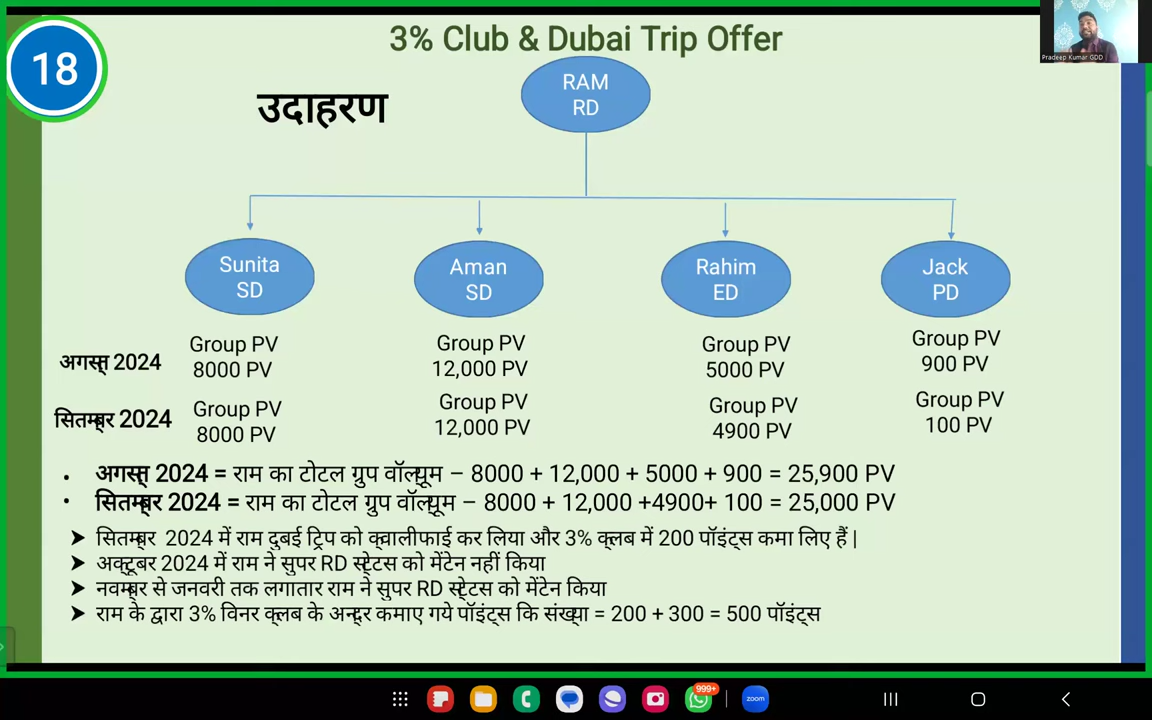 18
3% Club & Dubai Trip Offer
Pradeep Kumar GDD
उदाहरण
RAM
RD
Sunita
SD
Aman
SD
Rahim
ED
Jack
PD
अगस्त 2024
Group PV
8000 PV
Group PV
12,000 PV
Group PV
5000 PV
Group PV
900 PV
सितम्बर 2024
Group PV
8000 PV
Group PV
12,000 PV
Group PV
4900 PV
Group PV
100 PV
• अगस्त 2024 = राम का टोटल ग्रुप वॉल्यूम – 8000 + 12,000 + 5000 + 900 = 25,900 PV
• सितम्बर 2024 = राम का टोटल ग्रुप वॉल्यूम – 8000 + 12,000 +4900+ 100 = 25,000 PV
➤ सितम्बर 2024 में राम दुबई ट्रिप को क्वालीफाई कर लिया और 3% क्लब में 200 पॉइंट्स कमा लिए हैं |
➤ अक्टूबर 2024 में राम ने सुपर RD स्टेटस को मेंटेन नहीं किया
➤ नवम्बर से जनवरी तक लगातार राम ने सुपर RD स्टेटस को मेंटेन किया
➤ राम के द्वारा 3% विनर क्लब के अन्दर कमाए गये पॉइंट्स कि संख्या = 200 + 300 = 500 पॉइंट्स
999+
zoom